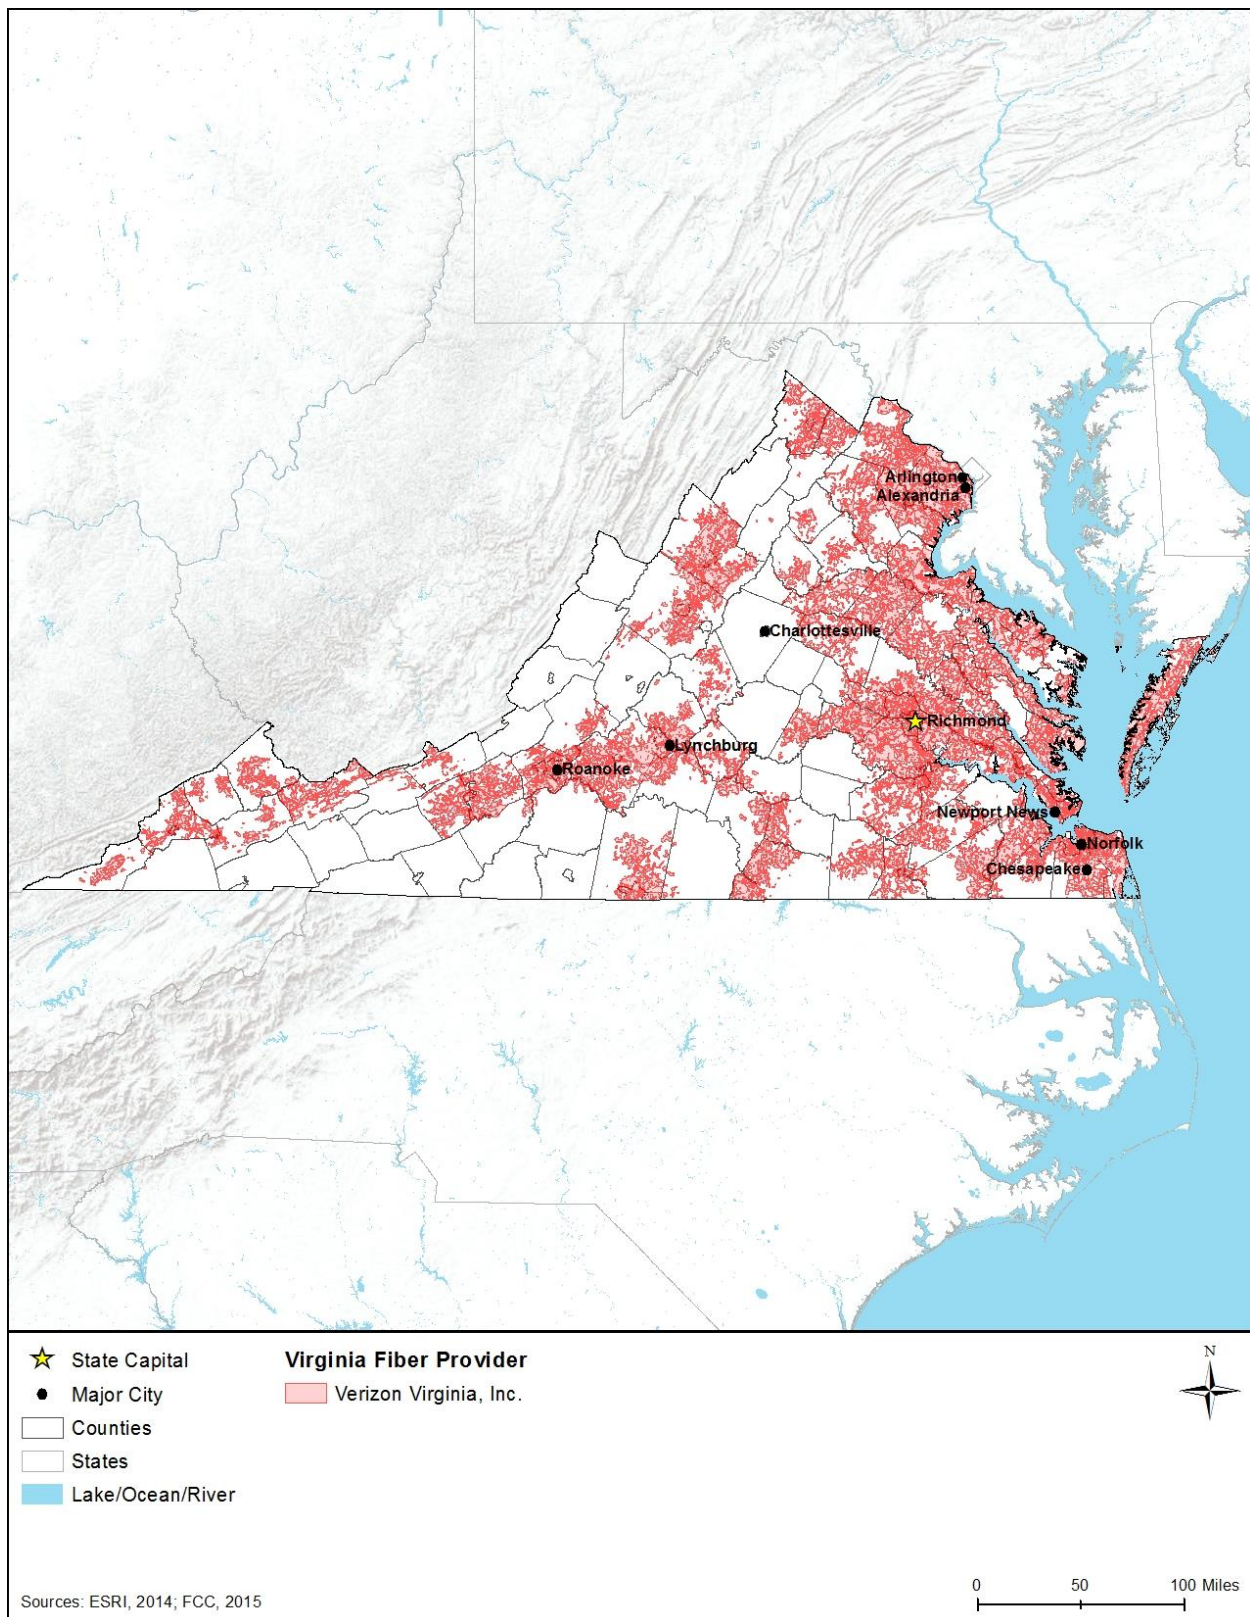 Arlington
Alexandria
Charlottesville
Richmond
Lynchburg
Roanoke
Newport News
Norfolk
Chesapeake
State Capital
Major City
Counties
States
Lake/Ocean/River
Virginia Fiber Provider
Verizon Virginia, Inc.
N
0 50 100 Miles
Sources: ESRI, 2014; FCC, 2015